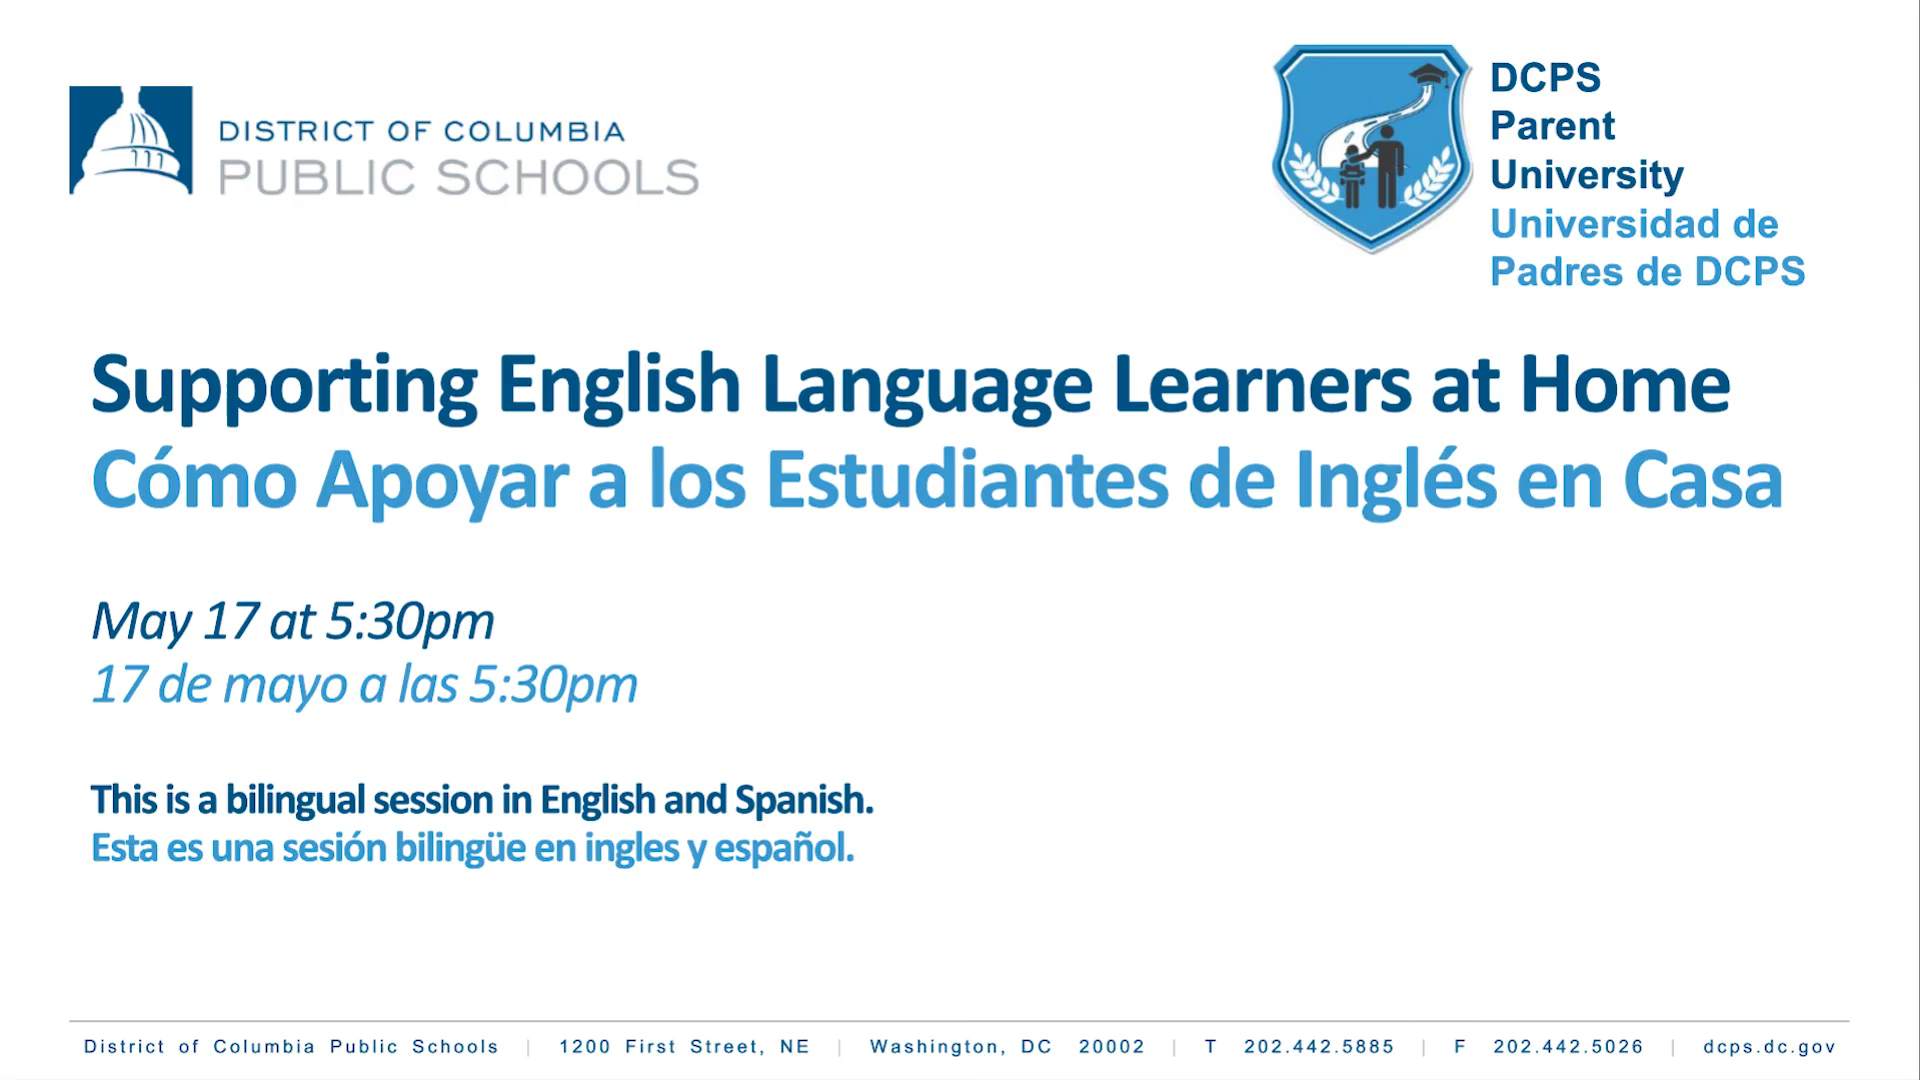 DISTRICT OF COLUMBIA
PUBLIC SCHOOLS
DCPS
Parent
University
Universidad de
Padres de DCPS
Supporting English Language Learners at Home
Cómo Apoyar a los Estudiantes de Inglés en Casa
May 17 at 5:30pm
17 de mayo a las 5:30pm
This is a bilingual session in English and Spanish.
Esta es una sesión bilingüe en ingles y español.
District of Columbia Public Schools | 1200 First Street, NE | Washington, DC 20002 | T 202.442.5885 | F 202.442.5026 | dcps.dc.gov